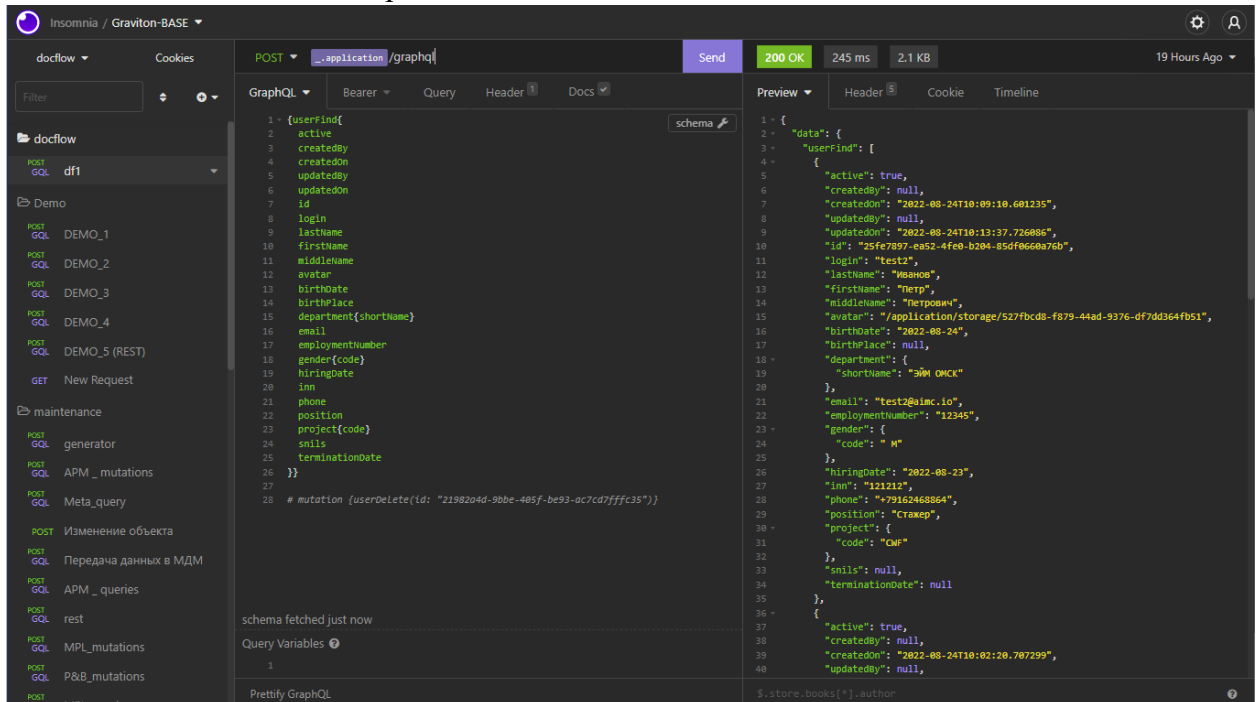 Insomnia / Graviton-BASE
docflow
Cookies
Filter
docflow
POST
GQL
df1
Demo
POST
GQL
DEMO_1
POST
GQL
DEMO_2
POST
GQL
DEMO_3
POST
GQL
DEMO_4
POST
GQL
DEMO_5 (REST)
GET
New Request
maintenance
POST
GQL
generator
POST
GQL
APM _ mutations
POST
GQL
Meta_query
POST
Изменение объекта
POST
GQL
Передача данных в МДМ
POST
GQL
APM _ queries
POST
GQL
rest
POST
GQL
MPL_mutations
POST
GQL
P&B_mutations
POST
POST _.application /graphql
Send
GraphQL Bearer Query Header 1 Docs
schema
1 {userFind{
2 active
3 createdBy
4 createdOn
5 updatedBy
6 updatedOn
7 id
8 login
9 lastName
10 firstName
11 middleName
12 avatar
13 birthDate
14 birthPlace
15 department{shortName}
16 email
17 employmentNumber
18 gender{code}
19 hiringDate
20 inn
21 phone
22 position
23 project{code}
24 snils
25 terminationDate
26 }}
27
28 # mutation {userDelete(id: "21982a4d-9bbe-405f-be93-ac7cd7fffc35")}
schema fetched just now
Query Variables
1
Prettify GraphQL
200 OK 245 ms 2.1 KB 19 Hours Ago
Preview Header 5 Cookie Timeline
1 {
2 "data": {
3 "userFind": [
4 {
5 "active": true,
6 "createdBy": null,
7 "createdOn": "2022-08-24T10:09:10.601235",
8 "updatedBy": null,
9 "updatedOn": "2022-08-24T10:13:37.726086",
10 "id": "25fe7897-ea52-4fe0-b204-85df0660a76b",
11 "login": "test2",
12 "lastName": "Иванов",
13 "firstName": "Петр",
14 "middleName": "Петрович",
15 "avatar": "/application/storage/527fbcd8-f879-44ad-9376-df7dd364fb51",
16 "birthDate": "2022-08-24",
17 "birthPlace": null,
18 "department": {
19 "shortName": "ЭЙМ ОМСК"
20 },
21 "email": "test2@aimc.io",
22 "employmentNumber": "12345",
23 "gender": {
24 "code": " M"
25 },
26 "hiringDate": "2022-08-23",
27 "inn": "121212",
28 "phone": "+79162468864",
29 "position": "Стажер",
30 "project": {
31 "code": "CWF"
32 },
33 "snils": null,
34 "terminationDate": null
35 },
36 {
37 "active": true,
38 "createdBy": null,
39 "createdOn": "2022-08-24T10:02:20.707299",
40 "updatedBy": null,
$.store.books[*].author